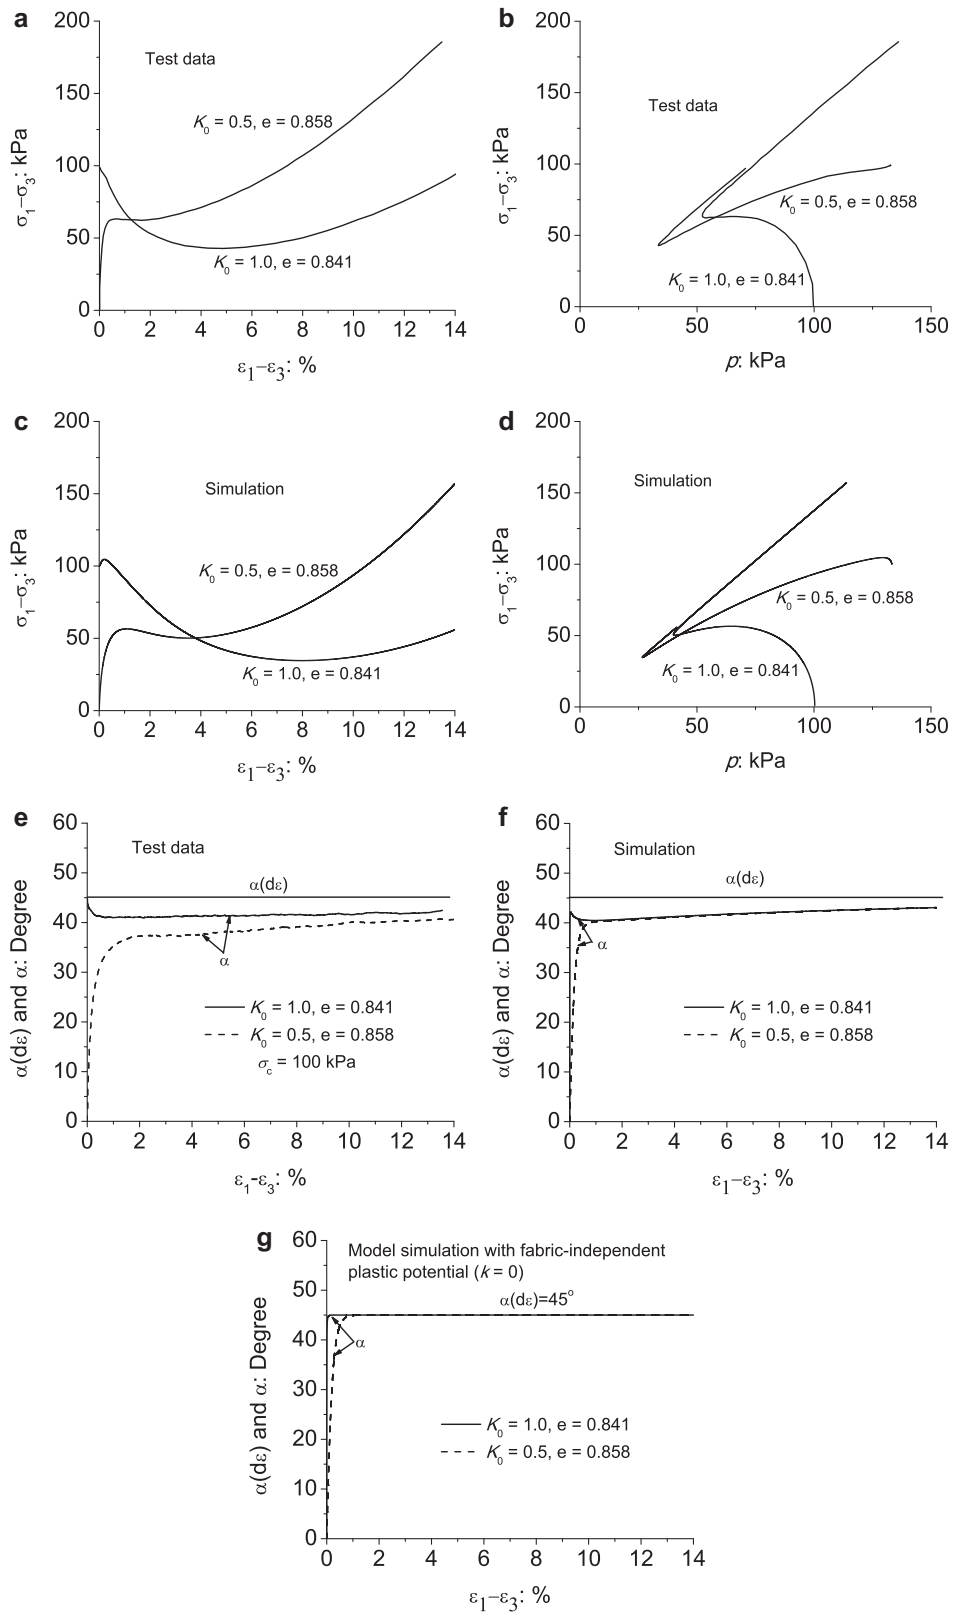 a
200
150
100
50
0
σ1–σ3: kPa
Test data
K0 = 0.5, e = 0.858
K0 = 1.0, e = 0.841
0 2 4 6 8 10 12 14
ε1–ε3: %
b
200
150
100
50
0
σ1–σ3: kPa
Test data
K0 = 0.5, e = 0.858
K0 = 1.0, e = 0.841
0 50 100 150
p: kPa
c
200
150
100
50
0
σ1–σ3: kPa
Simulation
K0 = 0.5, e = 0.858
K0 = 1.0, e = 0.841
0 2 4 6 8 10 12 14
ε1–ε3: %
d
200
150
100
50
0
σ1–σ3: kPa
Simulation
K0 = 0.5, e = 0.858
K0 = 1.0, e = 0.841
0 50 100 150
p: kPa
e
60
50
40
30
20
10
0
α(dε) and α: Degree
Test data
α(dε)
α
K0 = 1.0, e = 0.841
K0 = 0.5, e = 0.858
σc = 100 kPa
0 2 4 6 8 10 12 14
ε1-ε3: %
f
60
50
40
30
20
10
0
α(dε) and α: Degree
Simulation
α(dε)
α
K0 = 1.0, e = 0.841
K0 = 0.5, e = 0.858
0 2 4 6 8 10 12 14
ε1–ε3: %
g
60
50
40
30
20
10
0
α(dε) and α: Degree
Model simulation with fabric-independent
plastic potential (k = 0)
α(dε)=45°
α
K0 = 1.0, e = 0.841
K0 = 0.5, e = 0.858
0 2 4 6 8 10 12 14
ε1–ε3: %